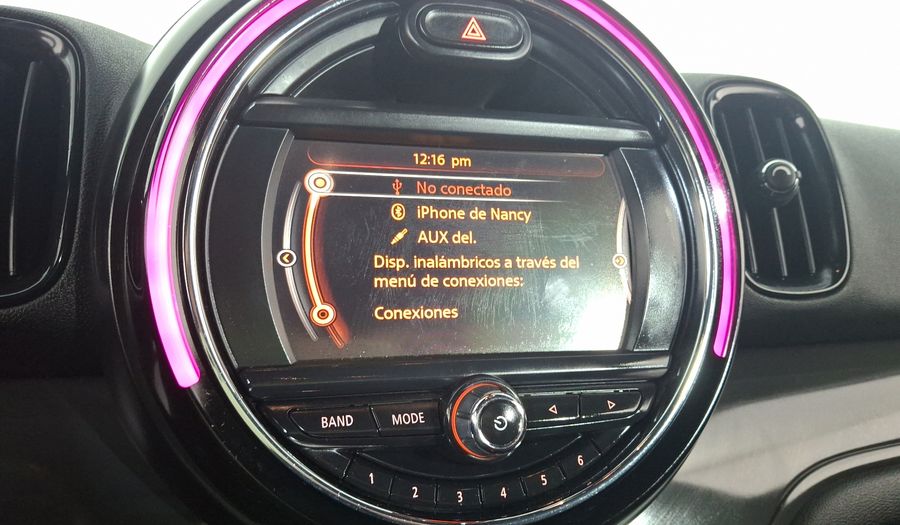 12:16 pm
No conectado
iPhone de Nancy
AUX del.
Disp. inalámbricos a través del
menú de conexiones:
Conexiones
BAND MODE
1 2 3 4 5 6